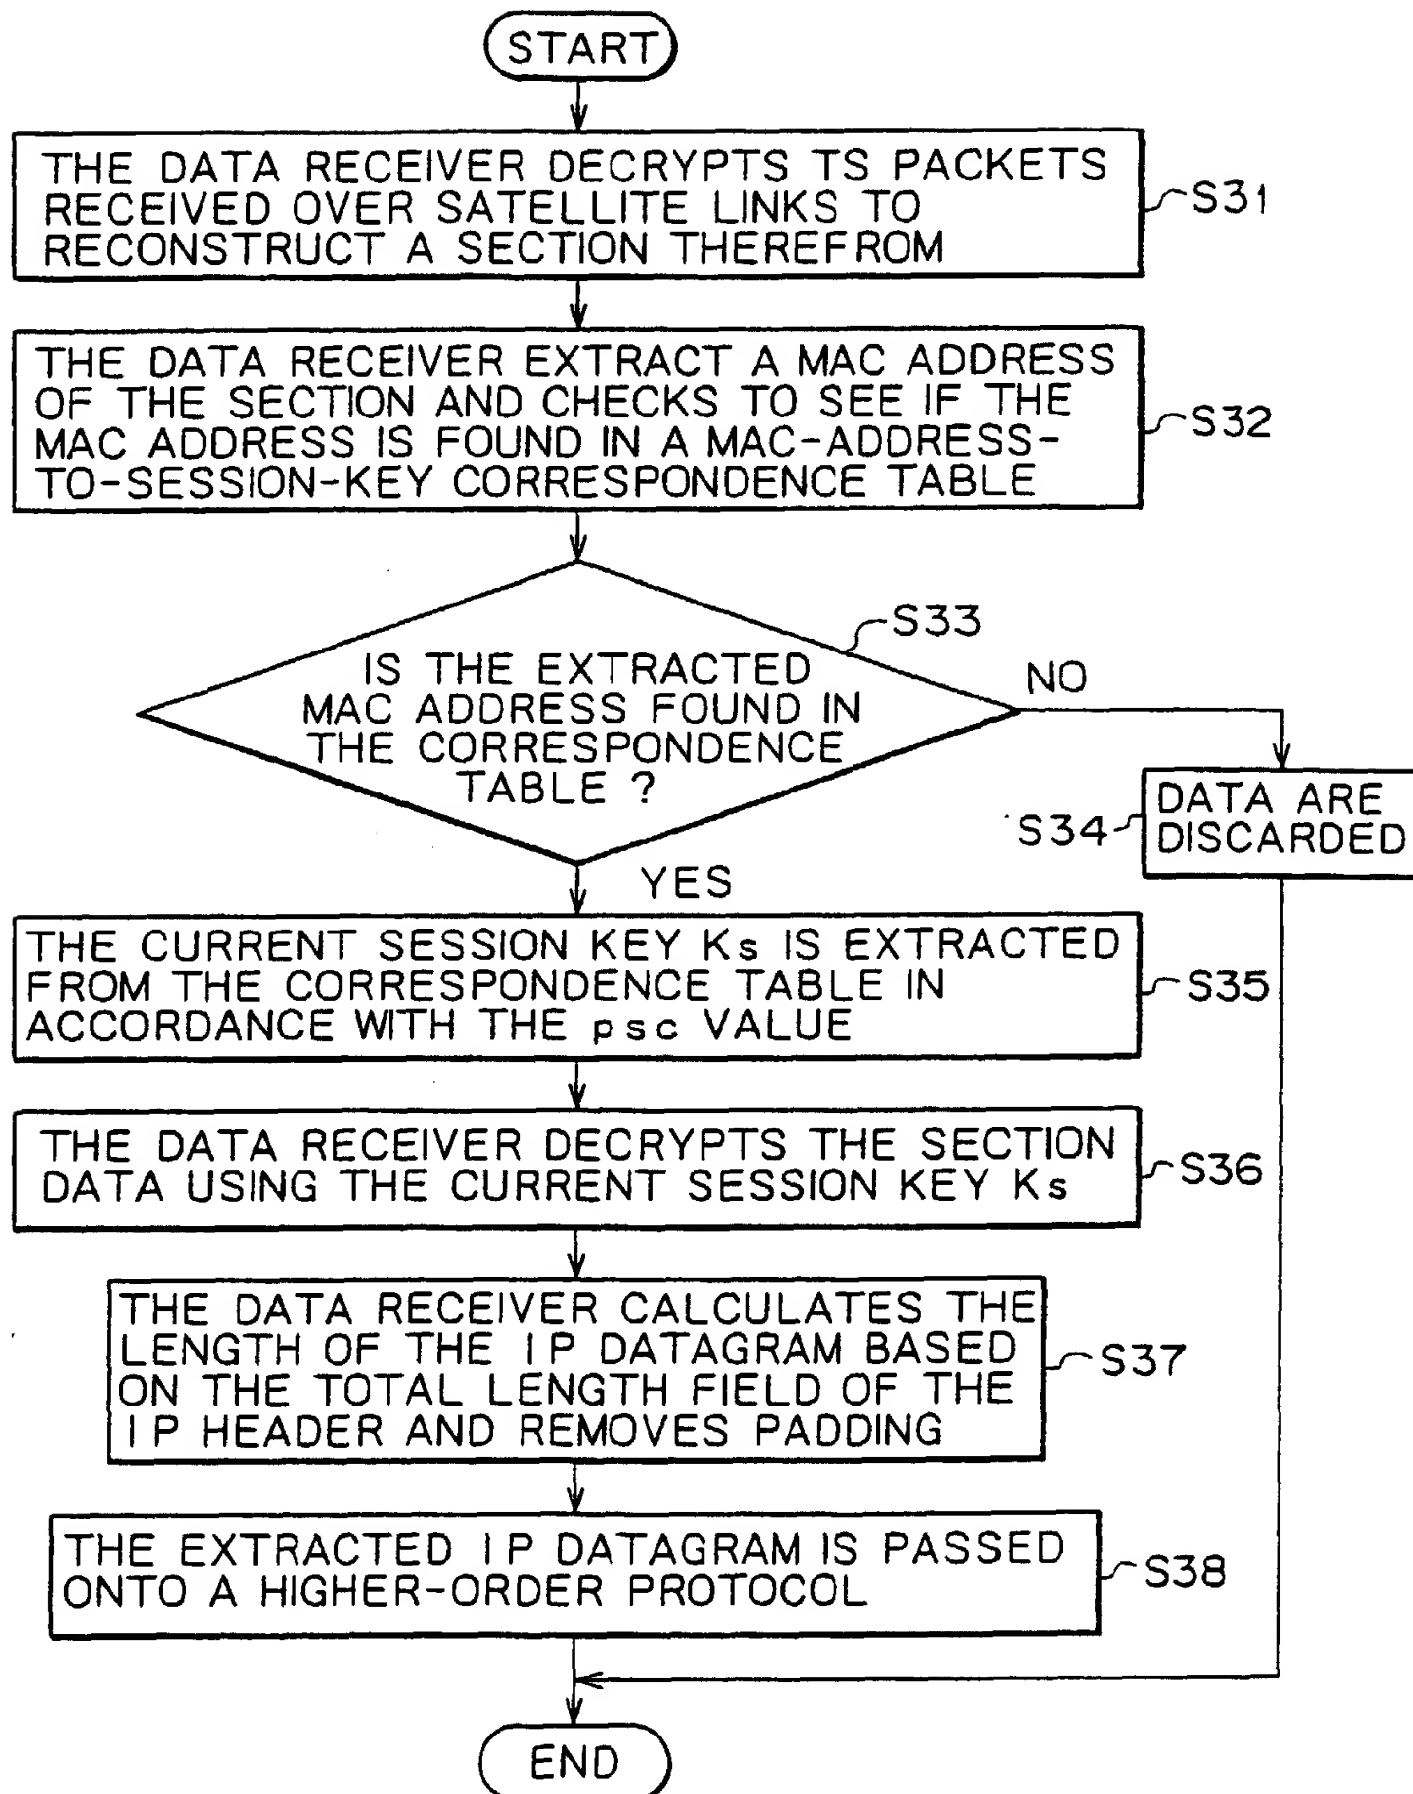 START
THE DATA RECEIVER DECRYPTS TS PACKETS
RECEIVED OVER SATELLITE LINKS TO
RECONSTRUCT A SECTION THEREFROM
S31
THE DATA RECEIVER EXTRACT A MAC ADDRESS
OF THE SECTION AND CHECKS TO SEE IF THE
MAC ADDRESS IS FOUND IN A MAC-ADDRESS-
TO-SESSION-KEY CORRESPONDENCE TABLE
S32
S33
IS THE EXTRACTED
MAC ADDRESS FOUND IN
THE CORRESPONDENCE
TABLE ?
NO
S34
DATA ARE
DISCARDED
YES
THE CURRENT SESSION KEY Ks IS EXTRACTED
FROM THE CORRESPONDENCE TABLE IN
ACCORDANCE WITH THE psc VALUE
S35
THE DATA RECEIVER DECRYPTS THE SECTION
DATA USING THE CURRENT SESSION KEY Ks
S36
THE DATA RECEIVER CALCULATES THE
LENGTH OF THE IP DATAGRAM BASED
ON THE TOTAL LENGTH FIELD OF THE
IP HEADER AND REMOVES PADDING
S37
THE EXTRACTED IP DATAGRAM IS PASSED
ONTO A HIGHER-ORDER PROTOCOL
S38
END